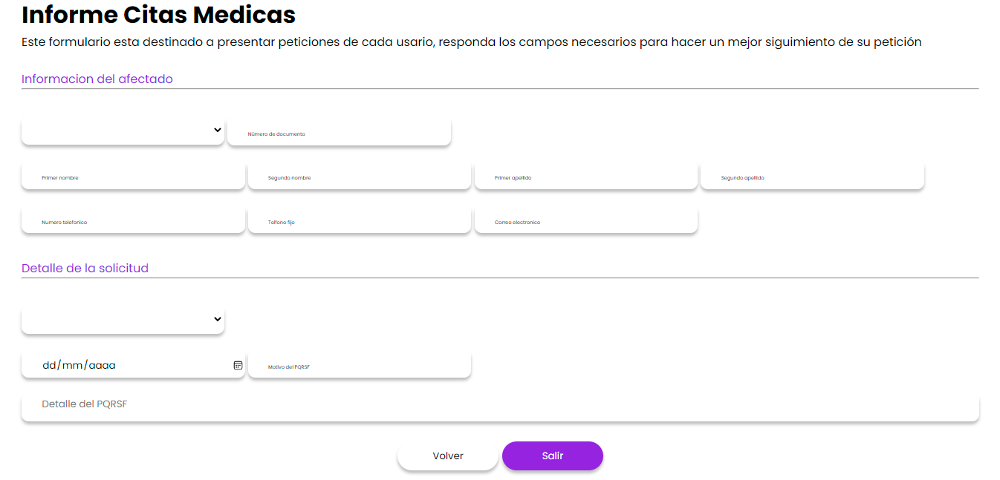 Informe Citas Medicas
Este formulario esta destinado a presentar peticiones de cada usario, responda los campos necesarios para hacer un mejor siguimiento de su petición
Informacion del afectado
Número de documento
Primer nombre Segundo nombre Primer apellido Segundo apellido
Numero telefonico Telfono fijo Correo electronico
Detalle de la solicitud
dd/mm/aaaa Motivo del PQRSF
Detalle del PQRSF
Volver Salir